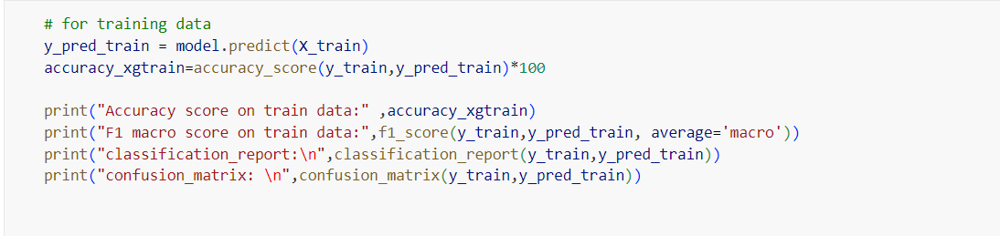 # for training data
y_pred_train = model.predict(X_train)
accuracy_xgtrain=accuracy_score(y_train,y_pred_train)*100
print("Accuracy score on train data:" ,accuracy_xgtrain)
print("F1 macro score on train data:",f1_score(y_train,y_pred_train, average='macro'))
print("classification_report:\n",classification_report(y_train,y_pred_train))
print("confusion_matrix: \n",confusion_matrix(y_train,y_pred_train))